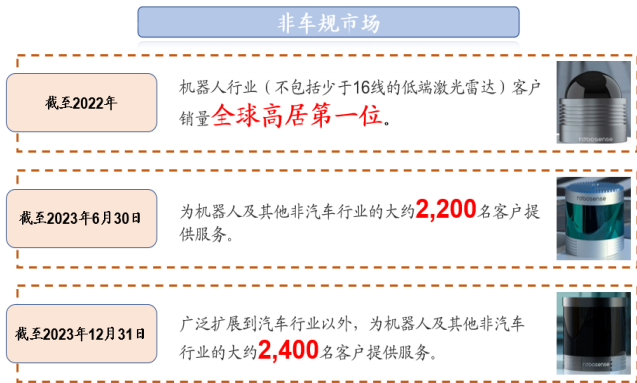 非车规市场
截至2022年
机器人行业（不包括少于16线的低端激光雷达）客户
销量全球高居第一位。
robosense
截至2023年6月30日
为机器人及其他非汽车行业的大约2,200名客户提
供服务。
robosense
截至2023年12月31日
广泛扩展到汽车行业以外，为机器人及其他非汽车
行业的大约2,400名客户提供服务。
robosense